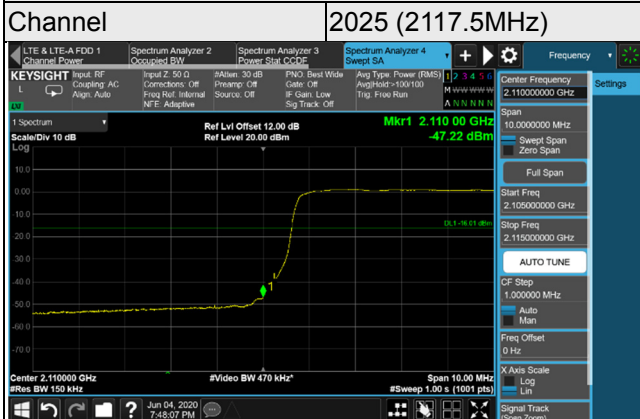 Channel 2025 (2117.5MHz)
LTE & LTE-A FDD 1 Channel Power
Spectrum Analyzer 2 Occupied BW
Spectrum Analyzer 3 Power Stat CCDF
Spectrum Analyzer 4 Swept SA
+
Frequency
KEYSIGHT
L
Input: RF
Coupling: AC
Align: Auto
Input Z: 50 Ω
Corrections: Off
Freq Ref: Internal
NFE: Adaptive
#Atten: 30 dB
Preamp: Off
Source: Off
PNO: Best Wide
Gate: Off
IF Gain: Low
Sig Track: Off
Avg Type: Power (RMS)
Avg|Hold:>100/100
Trig: Free Run
1 2 3 4 5 6
M W W W W W
A N N N N N
1 Spectrum
Scale/Div 10 dB
Log
Ref Lvl Offset 12.00 dB
Ref Level 20.00 dBm
Mkr1 2.110 00 GHz
-47.22 dBm
10.0
0.00
-10.0
-20.0
-30.0
-40.0
-50.0
-60.0
-70.0
DL1 -16.01 dBm
Center 2.110000 GHz
#Res BW 150 kHz
#Video BW 470 kHz*
Span 10.00 MHz
#Sweep 1.00 s (1001 pts)
Center Frequency
2.110000000 GHz
Settings
Span
10.0000000 MHz
Swept Span
Zero Span
Full Span
Start Freq
2.105000000 GHz
Stop Freq
2.115000000 GHz
AUTO TUNE
CF Step
1.000000 MHz
Auto
Man
Freq Offset
0 Hz
X Axis Scale
Log
Lin
Signal Track
(Span Zoom)
?
Jun 04, 2020
7:48:07 PM